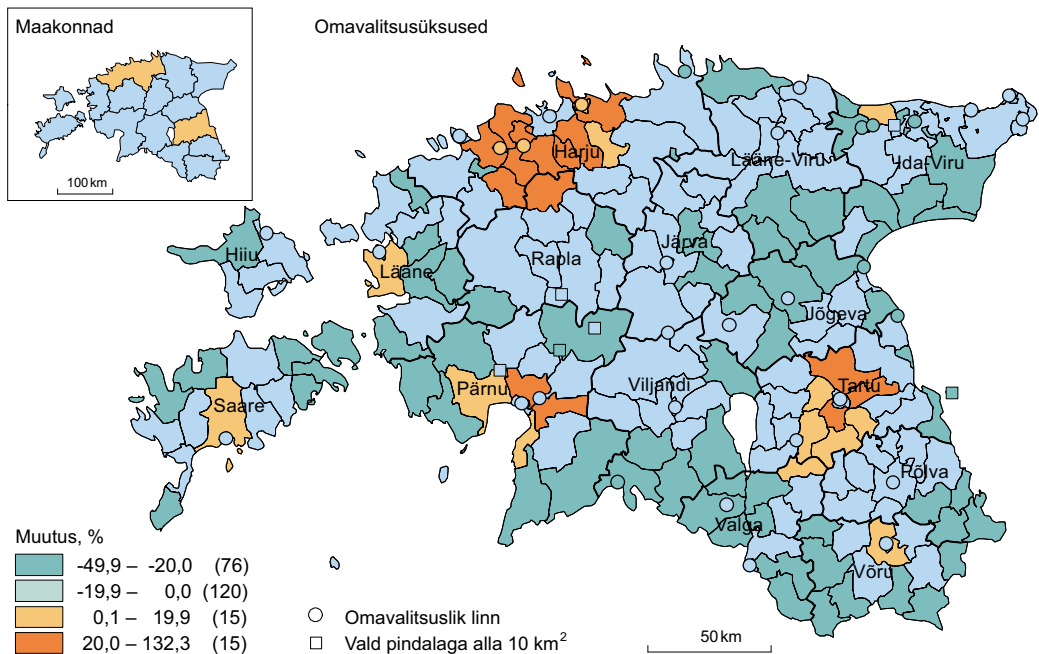 Maakonnad
100 km
Omavalitsusüksused
Harju
Lääne-Viru
Ida-Viru
Hiiu
Lääne
Rapla
Järva
Jõgeva
Saare
Pärnu
Viljandi
Tartu
Põlva
Valga
Võru
Muutus, %
-49,9 – -20,0 (76)
-19,9 – 0,0 (120)
0,1 – 19,9 (15)
20,0 – 132,3 (15)
Omavalitsuslik linn
Vald pindalaga alla 10 km²
50 km